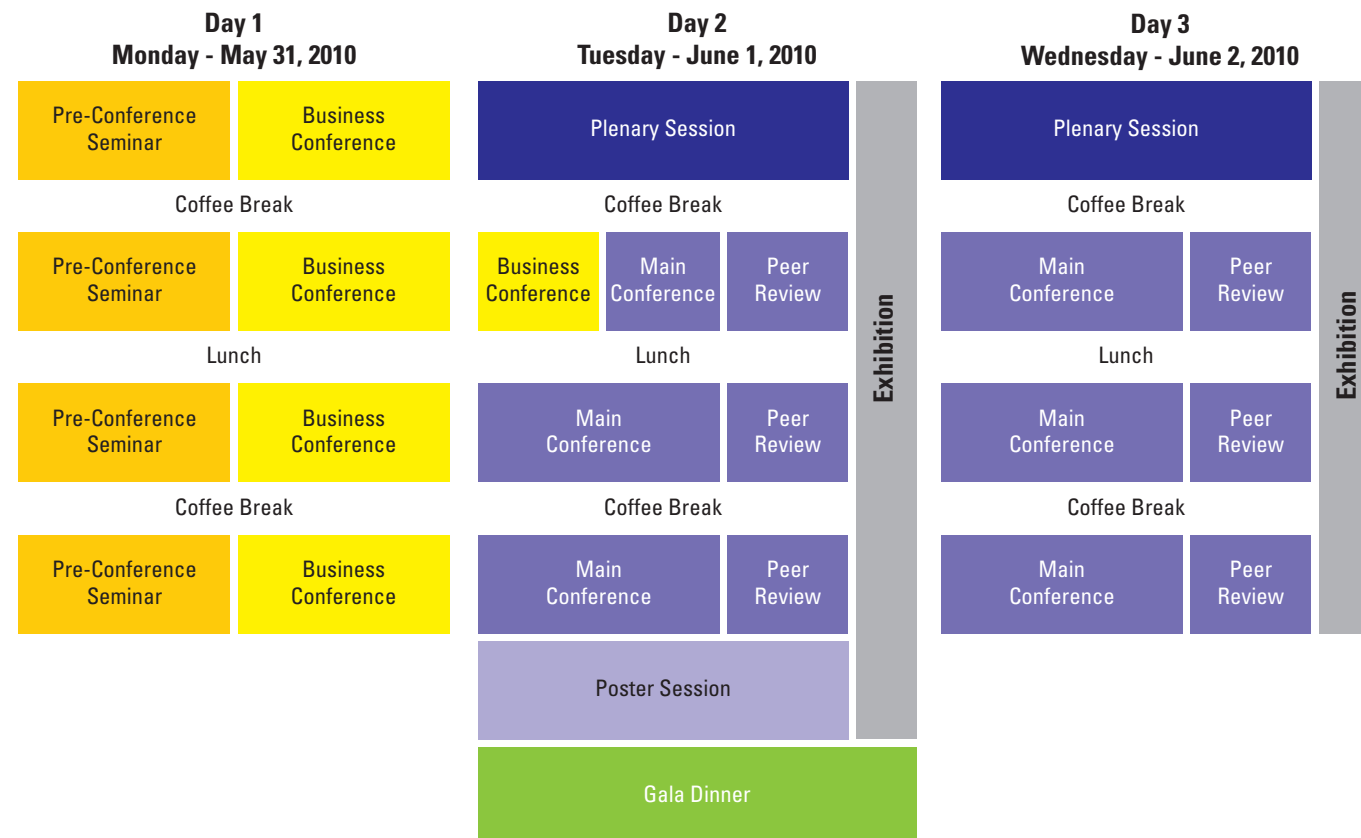 Day 1
Monday - May 31, 2010
Pre-Conference
Seminar
Business
Conference
Coffee Break
Pre-Conference
Seminar
Business
Conference
Lunch
Pre-Conference
Seminar
Business
Conference
Coffee Break
Pre-Conference
Seminar
Business
Conference
Day 2
Tuesday - June 1, 2010
Plenary Session
Coffee Break
Business
Conference
Main
Conference
Peer
Review
Lunch
Main
Conference
Peer
Review
Coffee Break
Main
Conference
Peer
Review
Poster Session
Gala Dinner
Exhibition
Day 3
Wednesday - June 2, 2010
Plenary Session
Coffee Break
Main
Conference
Peer
Review
Lunch
Main
Conference
Peer
Review
Coffee Break
Main
Conference
Peer
Review
Exhibition